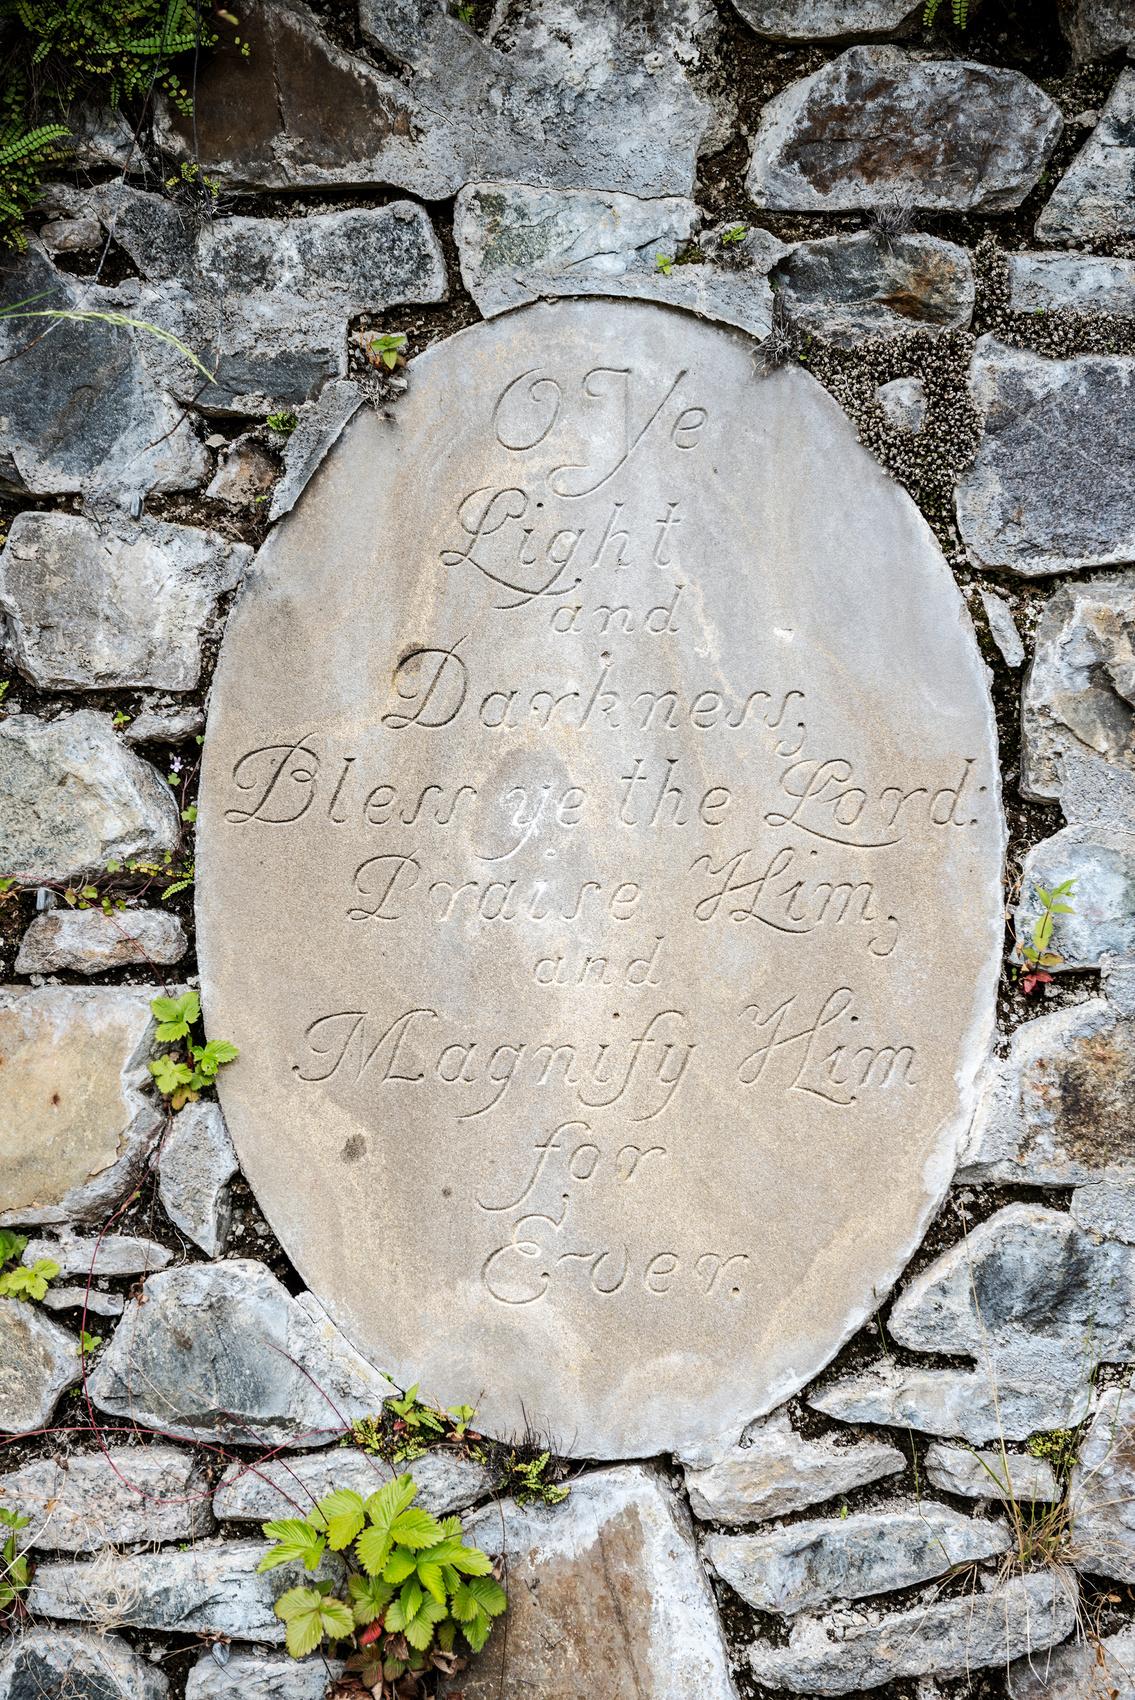 O Ye
Light
and
Darkness,
Bless ye the Lord:
Praise Him,
and
Magnify Him
for
Ever.